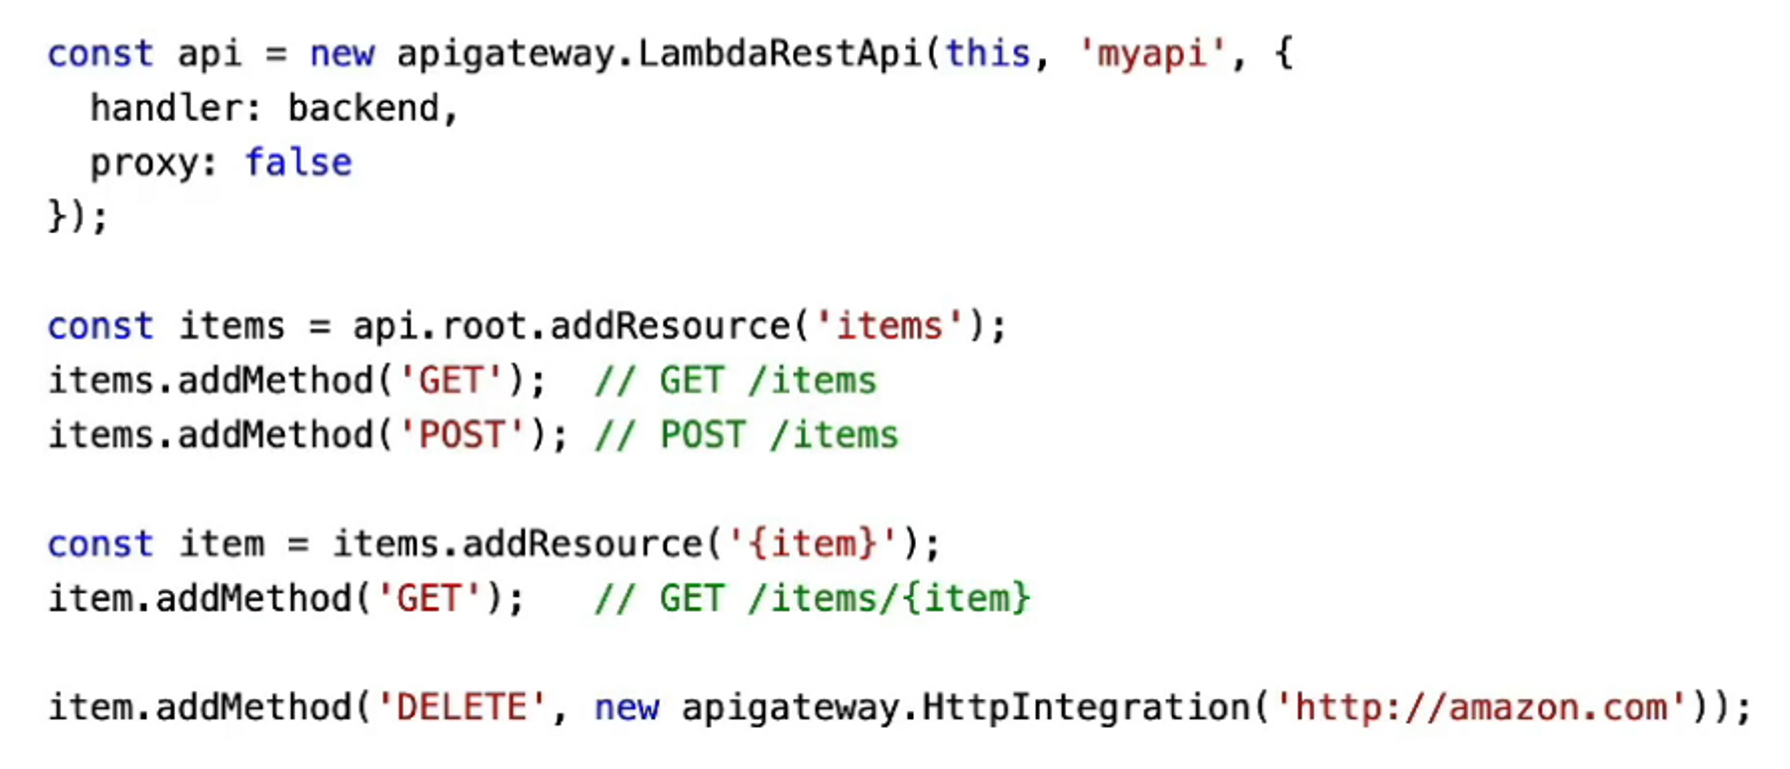 const api = new apigateway.LambdaRestApi(this, 'myapi', {
  handler: backend,
  proxy: false
});

const items = api.root.addResource('items');
items.addMethod('GET');  // GET /items
items.addMethod('POST'); // POST /items

const item = items.addResource('{item}');
item.addMethod('GET');   // GET /items/{item}

item.addMethod('DELETE', new apigateway.HttpIntegration('http://amazon.com'));